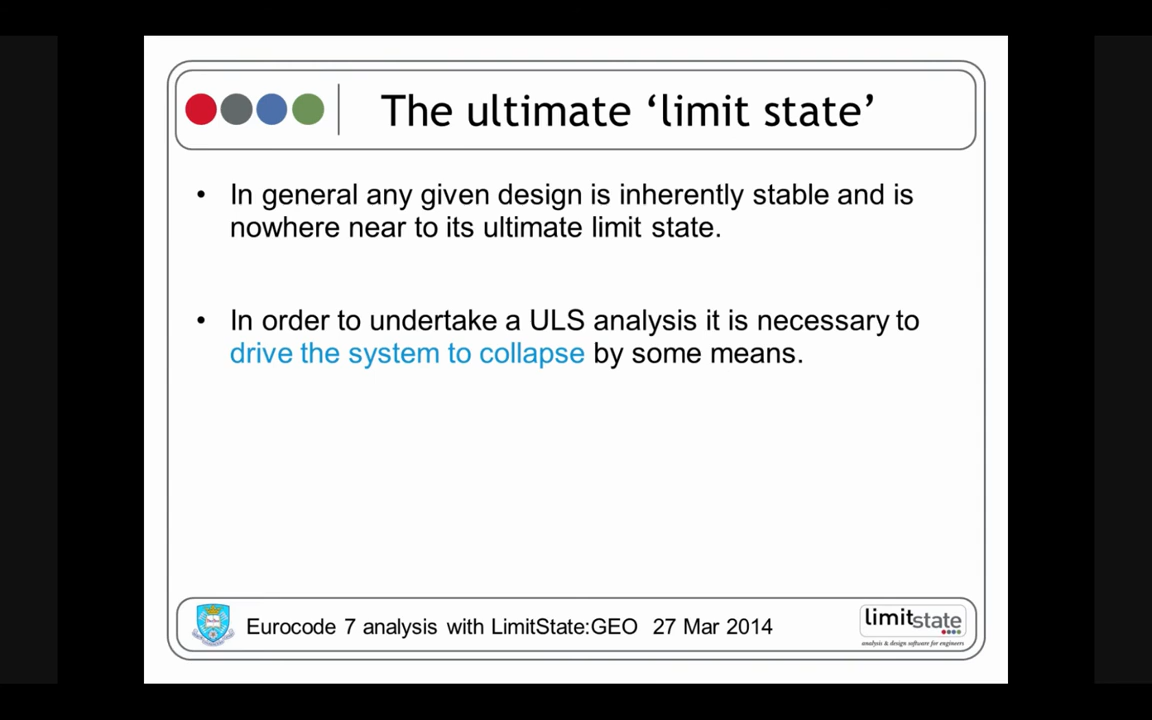 The ultimate ‘limit state’
• In general any given design is inherently stable and is
nowhere near to its ultimate limit state.
• In order to undertake a ULS analysis it is necessary to
drive the system to collapse by some means.
Eurocode 7 analysis with LimitState:GEO 27 Mar 2014
limitstate
analysis & design software for engineers